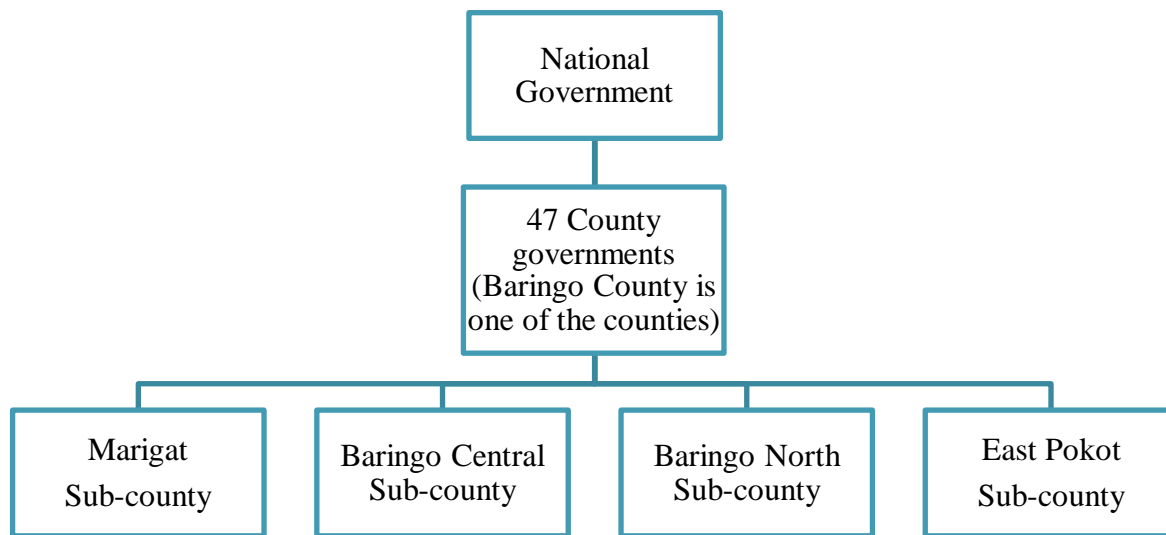 National
Government
47 County
governments
(Baringo County is
one of the counties)
Marigat
Sub-county
Baringo Central
Sub-county
Baringo North
Sub-county
East Pokot
Sub-county